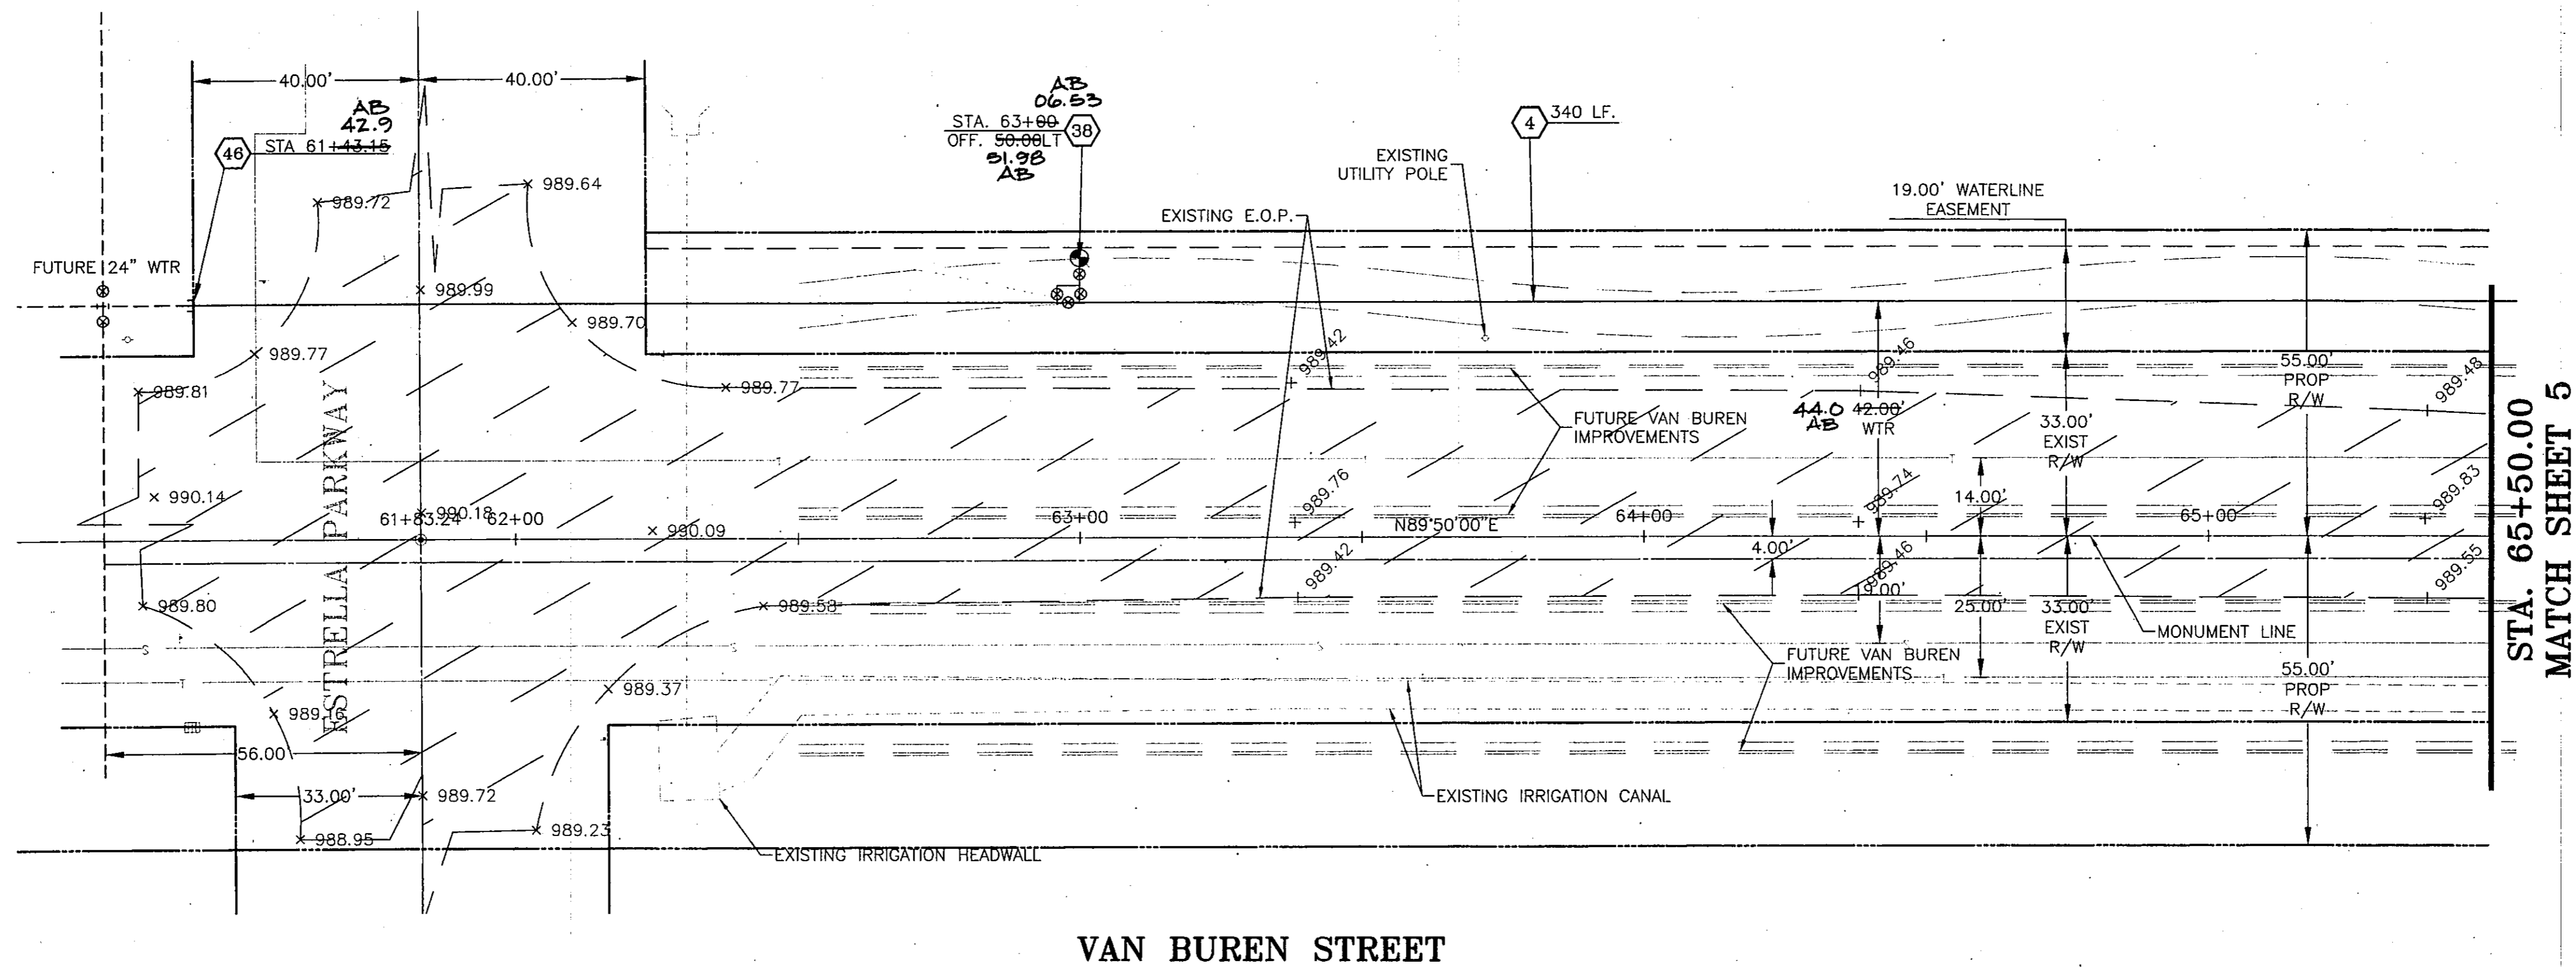 40.00'
40.00'
AB
42.9
46
STA 61+43.15
AB
06.53
STA. 63+00
OFF. 50.00LT
38
51.98
AB
4
340 LF.
EXISTING
UTILITY POLE
19.00' WATERLINE
EASEMENT
EXISTING E.O.P.
989.64
989.72
FUTURE 24" WTR
989.99
989.70
989.77
989.81
989.77
989.42
989.46
55.00'
PROP
R/W
989.48
44.0
AB
42.00'
WTR
33.00'
EXIST
R/W
FUTURE VAN BUREN
IMPROVEMENTS
ESTRELLA PARKWAY
990.14
T
T
T
989.76
989.74
14.00'
989.83
990.18
61+83.24
62+00
990.09
63+00
N89°50'00"E
64+00
65+00
4.00'
989.42
989.46
989.55
19.00'
989.80
989.58
25.00'
33.00'
EXIST
R/W
MONUMENT LINE
S
S
S
S
T
T
989.37
FUTURE VAN BUREN
IMPROVEMENTS
55.00'
PROP
R/W
989.16
56.00'
33.00'
989.72
988.95
989.23
EXISTING IRRIGATION CANAL
EXISTING IRRIGATION HEADWALL
STA. 65+50.00
MATCH SHEET 5
VAN BUREN STREET